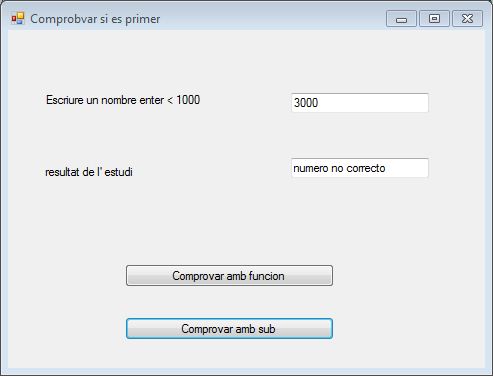 Comprobvar si es primer
Escriure un nombre enter < 1000
3000
resultat de l' estudi
numero no correcto
Comprovar amb funcion
Comprovar amb sub